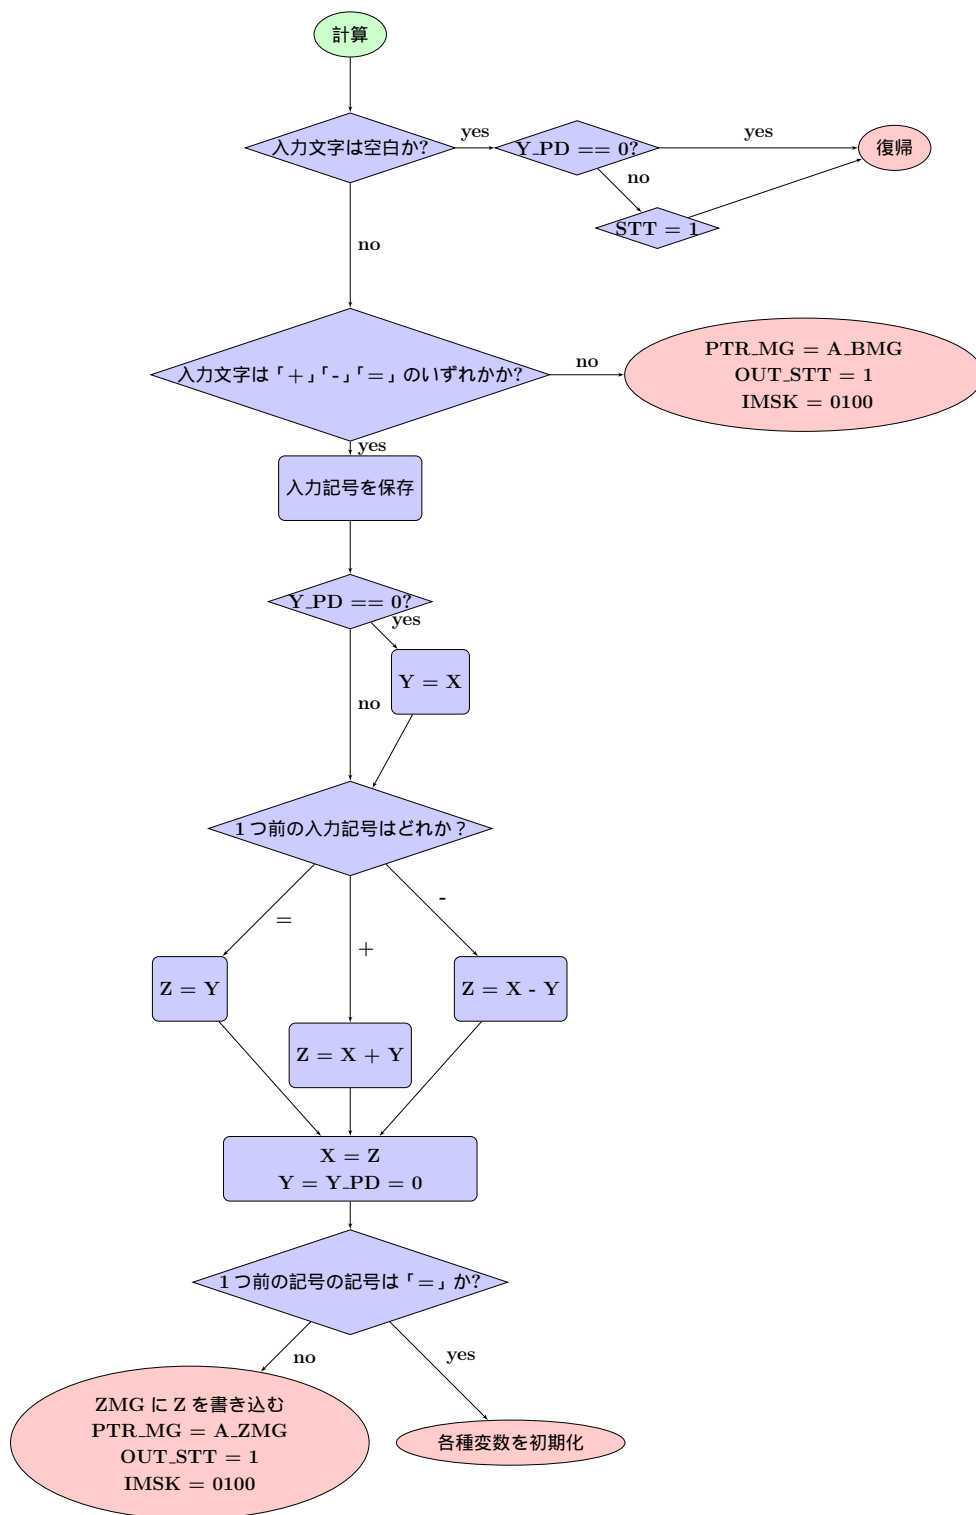 計算
入力文字は空白か?
yes
Y_PD == 0?
yes
復帰
no
STT = 1
no
入力文字は「+」「-」「=」のいずれかか?
no
PTR_MG = A_BMG
OUT_STT = 1
IMSK = 0100
yes
入力記号を保存
Y_PD == 0?
yes
Y = X
no
1つ前の入力記号はどれか?
=
+
-
Z = Y
Z = X - Y
Z = X + Y
X = Z
Y = Y_PD = 0
1つ前の記号の記号は「=」か?
no
yes
ZMG に Z を書き込む
PTR_MG = A_ZMG
OUT_STT = 1
IMSK = 0100
各種変数を初期化